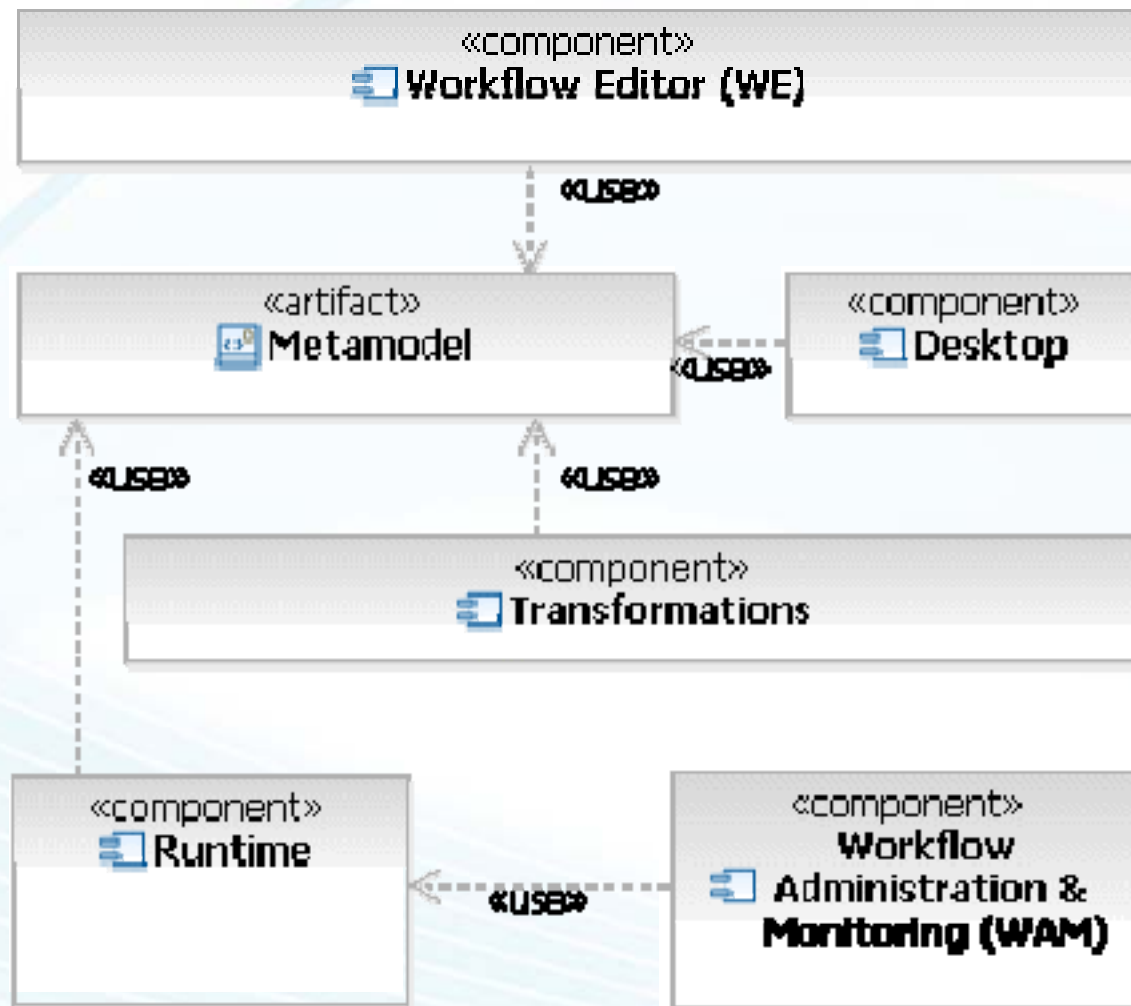 «component»
Workflow Editor (WE)
«use»
«artifact»
Metamodel
«component»
Desktop
«use»
«use»
«use»
«component»
Transformations
«component»
Runtime
«use»
«component»
Workflow
Administration &
Monitoring (WAM)